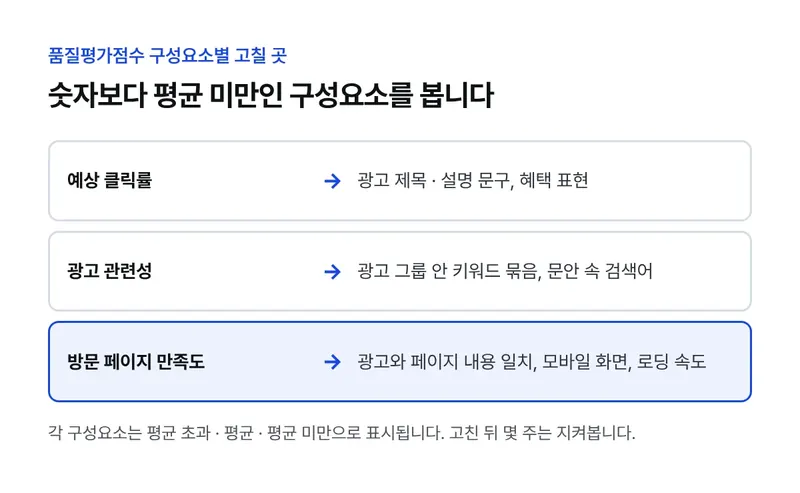 품질평가점수 구성요소별 고칠 곳
숫자보다 평균 미만인 구성요소를 봅니다
예상 클릭률 → 광고 제목 · 설명 문구, 혜택 표현
광고 관련성 → 광고 그룹 안 키워드 묶음, 문안 속 검색어
방문 페이지 만족도 → 광고와 페이지 내용 일치, 모바일 화면, 로딩 속도
각 구성요소는 평균 초과 · 평균 · 평균 미만으로 표시됩니다. 고친 뒤 몇 주는 지켜봅니다.